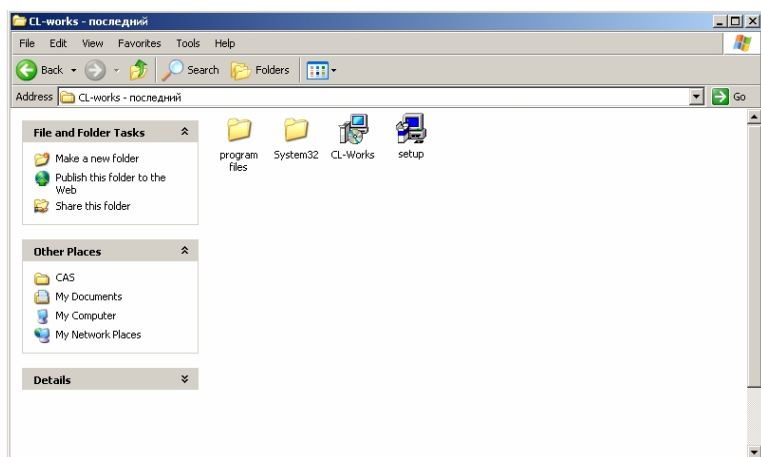 CL-works - последний
File Edit View Favorites Tools Help
Back Search Folders
Address CL-works - последний Go
File and Folder Tasks
Make a new folder
Publish this folder to the
Web
Share this folder
Other Places
CAS
My Documents
My Computer
My Network Places
Details
program
files
System32
CL-Works
setup